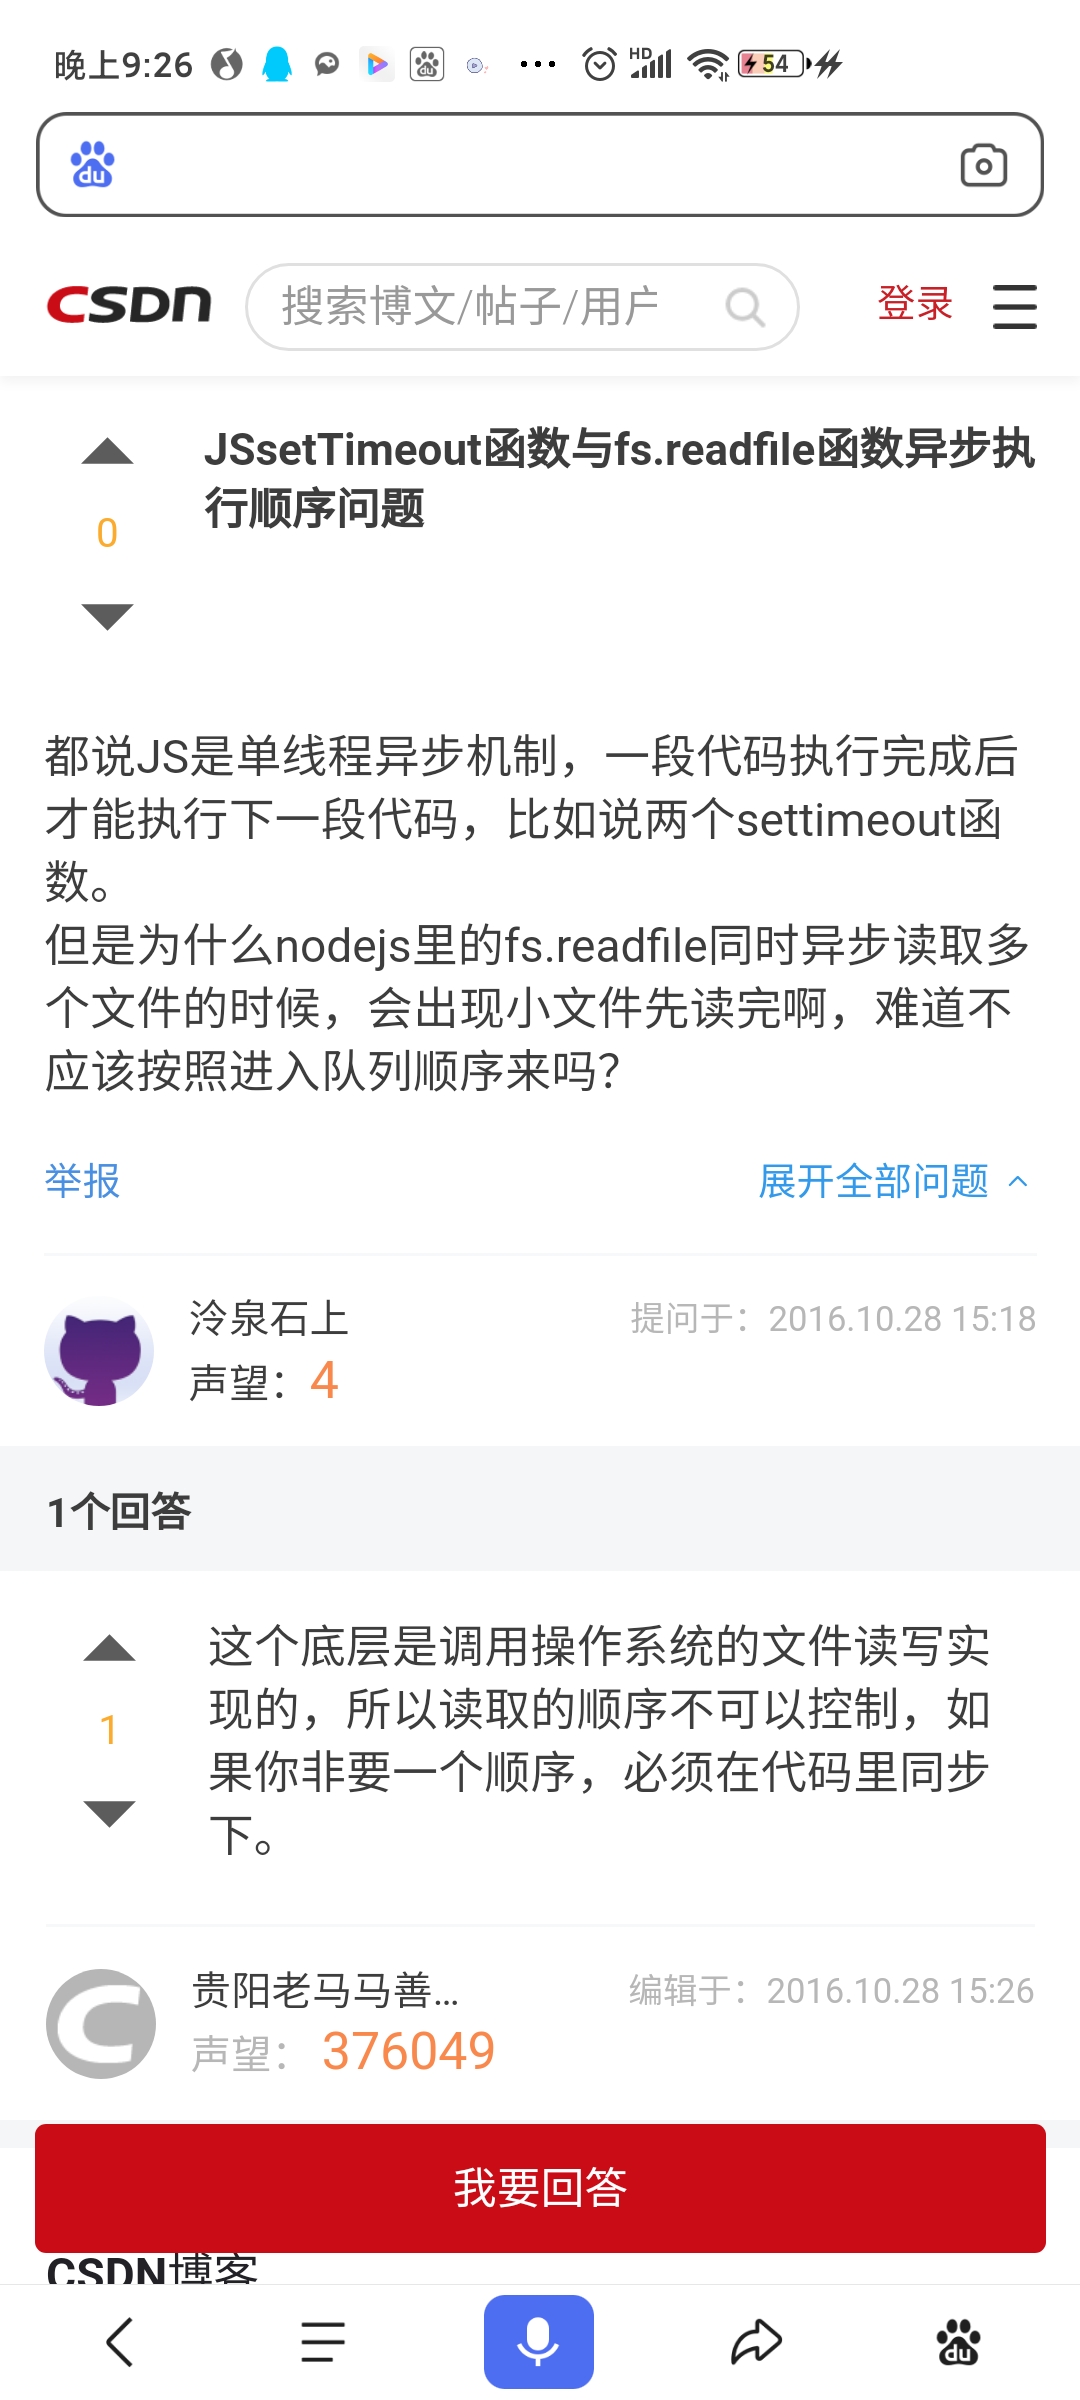 晚上9:26
HD
54
du
CSDN
搜索博文/帖子/用户
登录
JSsetTimeout函数与fs.readfile函数异步执
行顺序问题
0
都说JS是单线程异步机制，一段代码执行完成后
才能执行下一段代码，比如说两个settimeout函
数。
但是为什么nodejs里的fs.readfile同时异步读取多
个文件的时候，会出现小文件先读完啊，难道不
应该按照进入队列顺序来吗？
举报
展开全部问题
泠泉石上
提问于：2016.10.28 15:18
声望：4
1个回答
这个底层是调用操作系统的文件读写实
现的，所以读取的顺序不可以控制，如
果你非要一个顺序，必须在代码里同步
下。
1
贵阳老马马善...
编辑于：2016.10.28 15:26
声望：376049
我要回答
CSDN博客
du